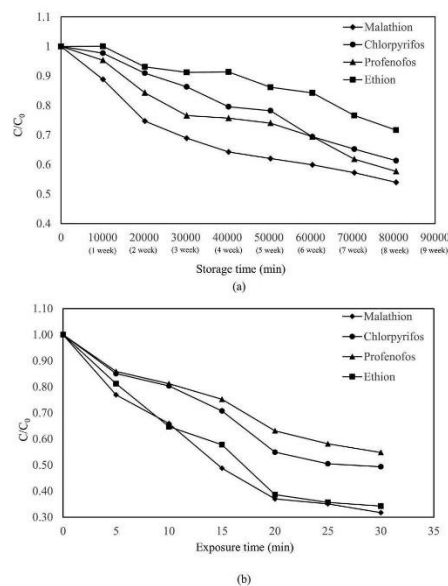 1.1
Malathion
Chlorpyrifos
Profenofos
Ethion
1
0.9
0.8
0.7
0.6
0.5
0.4
C/C0
0 10000 20000 30000 40000 50000 60000 70000 80000 90000
(1 week) (2 week) (3 week) (4 week) (5 week) (6 week) (7 week) (8 week) (9 week)
Storage time (min)
(a)
1.10
Malathion
Chlorpyrifos
Profenofos
Ethion
1.00
0.90
0.80
0.70
0.60
0.50
0.40
0.30
C/C0
0 5 10 15 20 25 30 35
Exposure time (min)
(b)